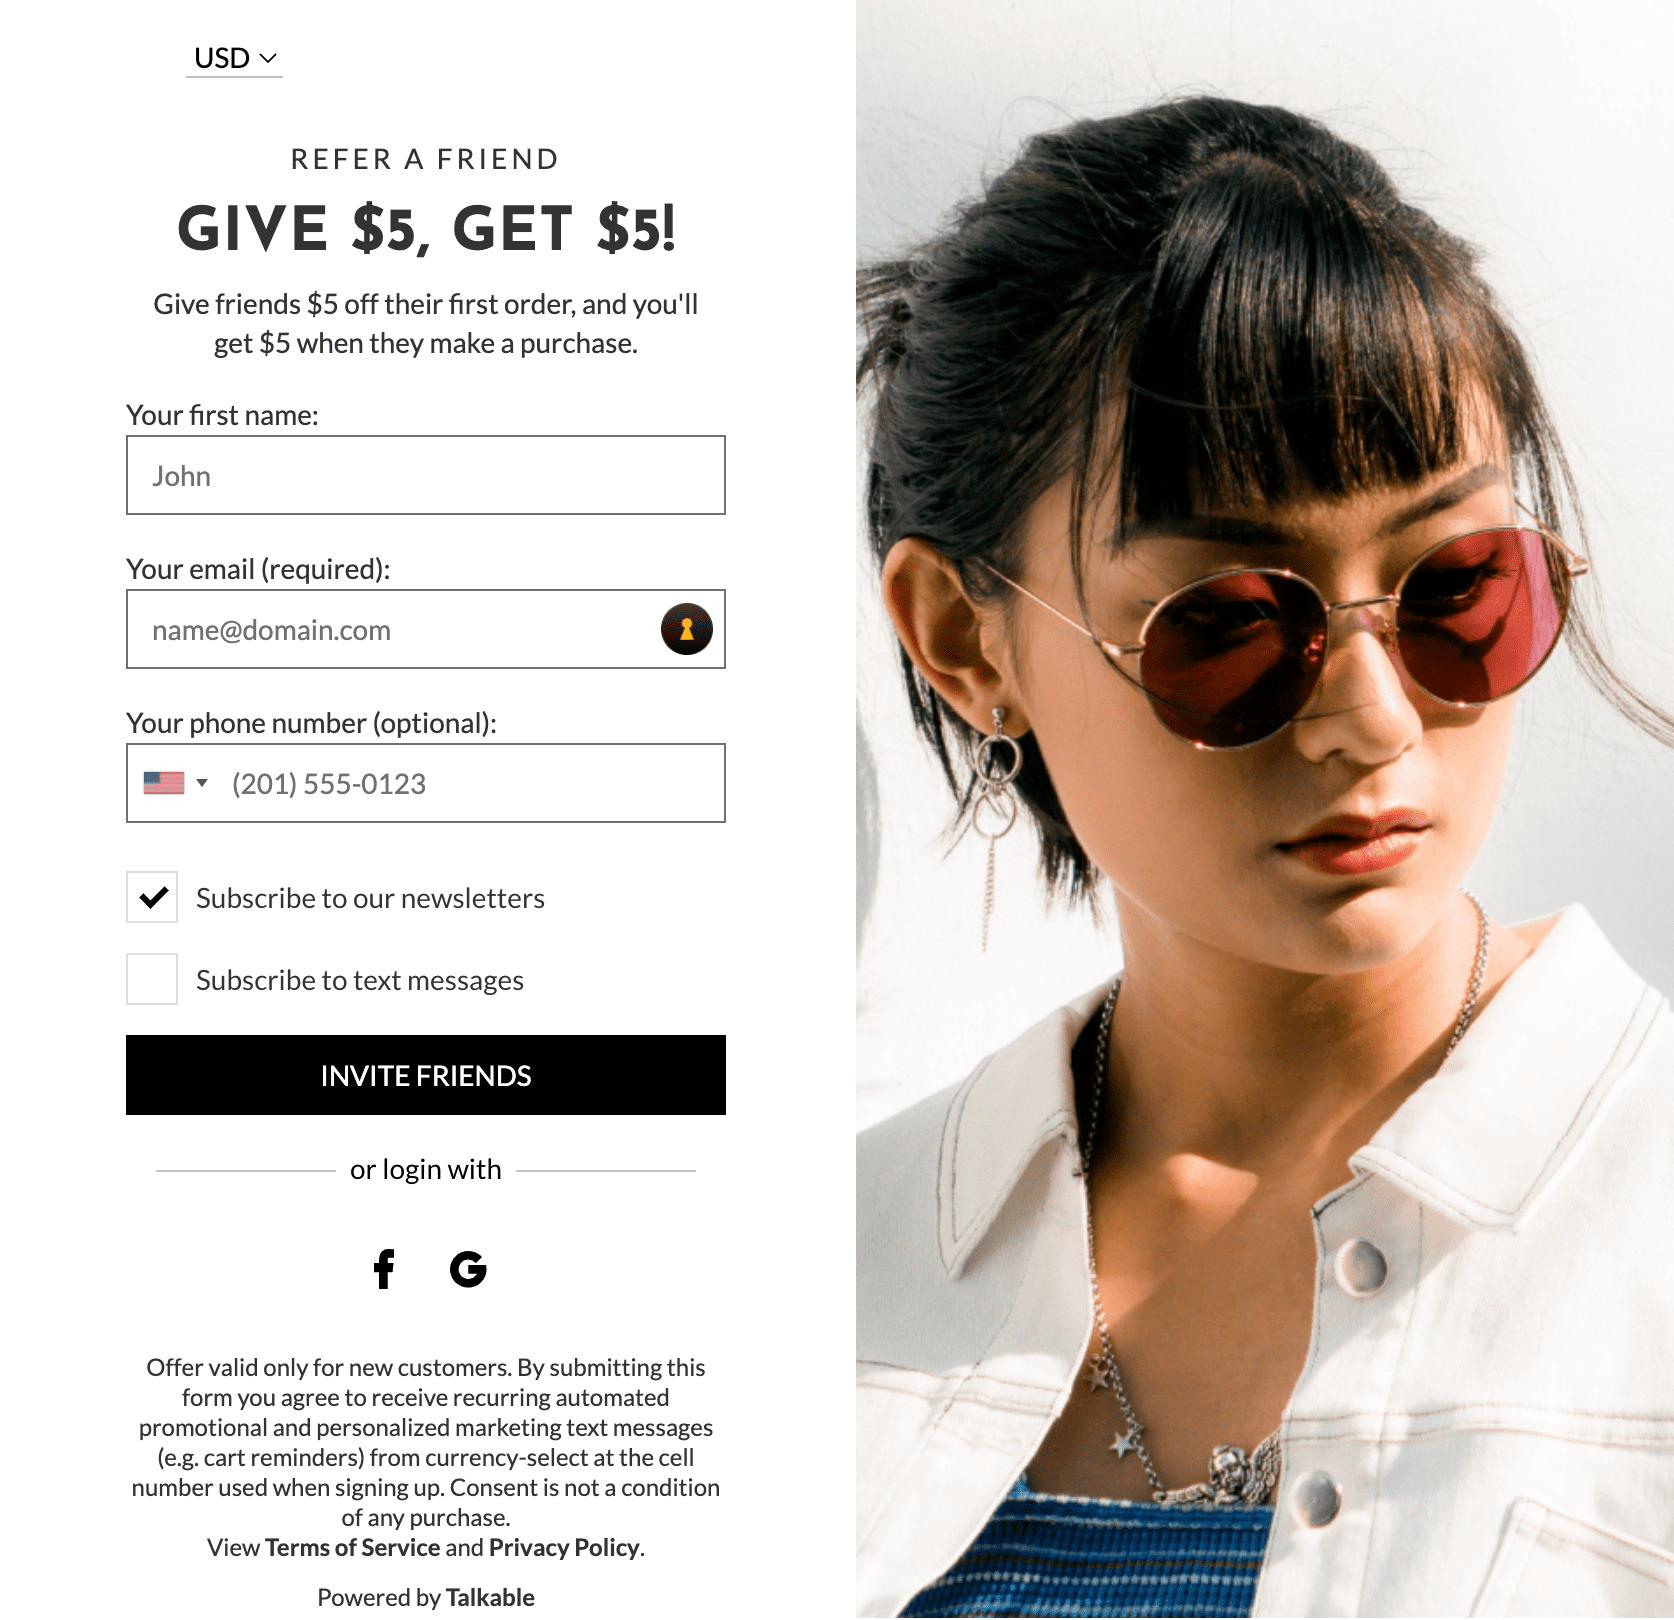 USD
REFER A FRIEND
GIVE $5, GET $5!
Give friends $5 off their first order, and you'll
get $5 when they make a purchase.
Your first name:
John
Your email (required):
name@domain.com
Your phone number (optional):
(201) 555-0123
Subscribe to our newsletters
Subscribe to text messages
INVITE FRIENDS
or login with
Offer valid only for new customers. By submitting this
form you agree to receive recurring automated
promotional and personalized marketing text messages
(e.g. cart reminders) from currency-select at the cell
number used when signing up. Consent is not a condition
of any purchase.
View Terms of Service and Privacy Policy.
Powered by Talkable